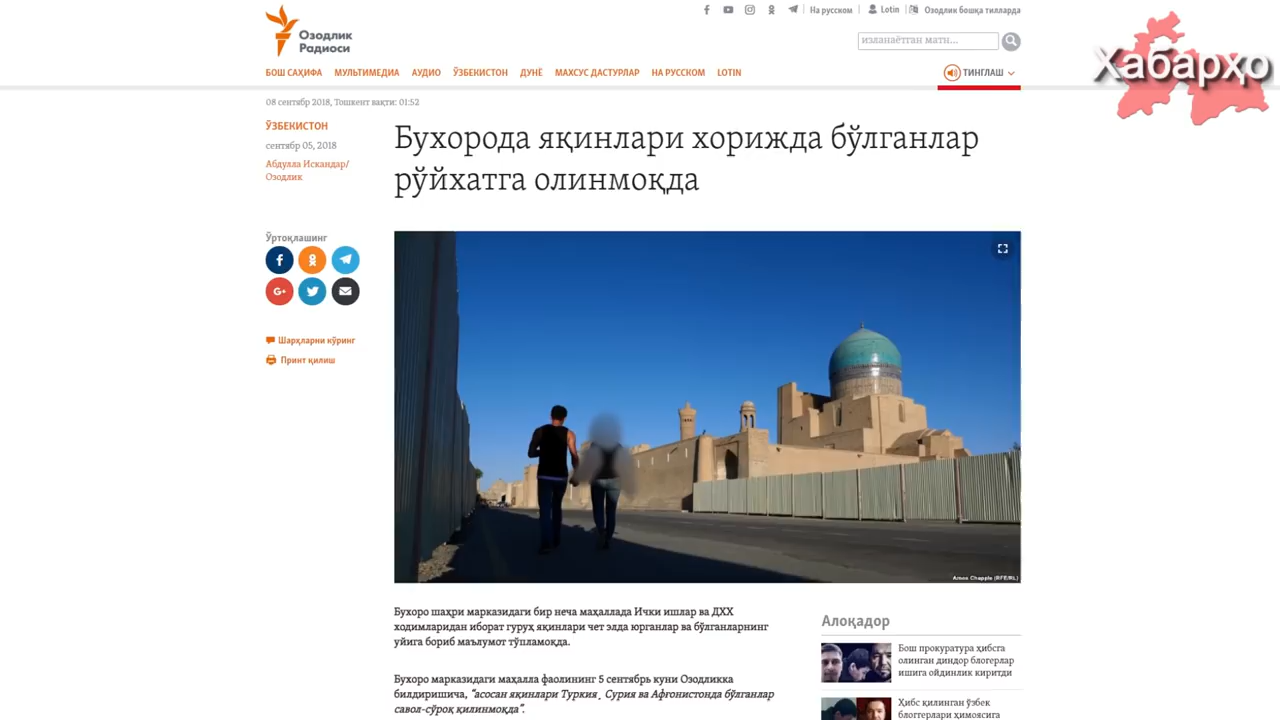 Озодлик
Радиоси
На русском
Lotin
Озодлик бошқа тилларда
изланаётган матн...
БОШ САҲИФА
МУЛЬТИМЕДИА
АУДИО
ЎЗБЕКИСТОН
ДУНЁ
МАХСУС ДАСТУРЛАР
НА РУССКОМ
LOTIN
ТИНГЛАШ
Хабарҳо
08 сентябр 2018, Тошкент вақти: 01:52
ЎЗБЕКИСТОН
сентябр 05, 2018
Абдулла Искандар/
Озодлик
Бухорода яқинлари хорижда бўлганлар
рўйхатга олинмоқда
Ўртоқлашинг
G+
Шарҳларни кўринг
Принт қилиш
Amos Chapple (RFE/RL)
Бухоро шаҳри марказидаги бир неча маҳаллада Ички ишлар ва ДХХ
ходимларидан иборат гуруҳ яқинлари чет элда юрганлар ва бўлганларнинг
уйига бориб маълумот тўпламоқда.
Бухоро марказидаги маҳалла фаолининг 5 сентябрь куни Озодликка
билдиришича, “асосан яқинлари Туркия, Сурия ва Афғонистонда бўлганлар
савол-сўроқ қилинмоқда”.
Алоқадор
Бош прокуратура ҳибсга
олинган диндор блогерлар
ишига ойдинлик киритди
Ҳибс қилинган ўзбек
блоггерлари ҳимоясига